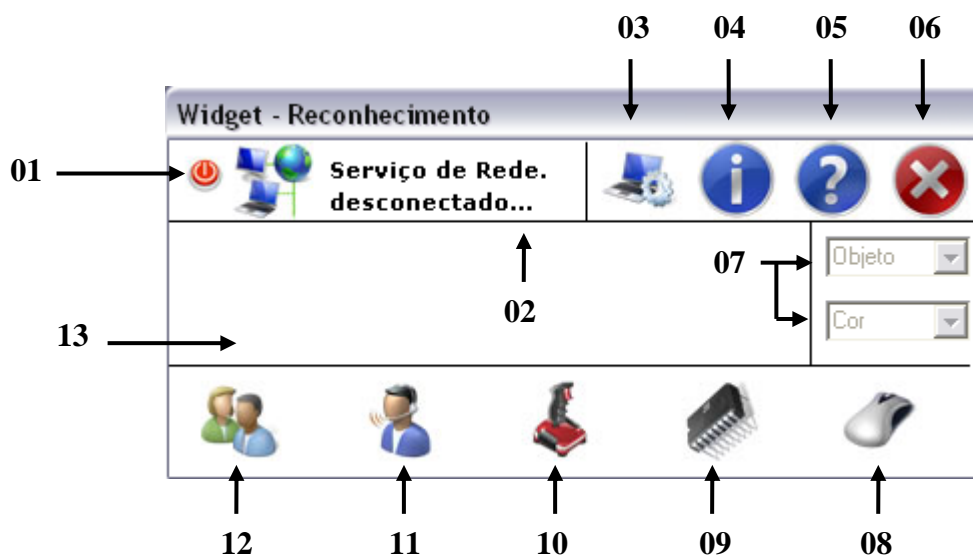 03 04 05 06
Widget - Reconhecimento
01
Serviço de Rede.
desconectado...
07
Objeto
02
Cor
13
12 11 10 09 08